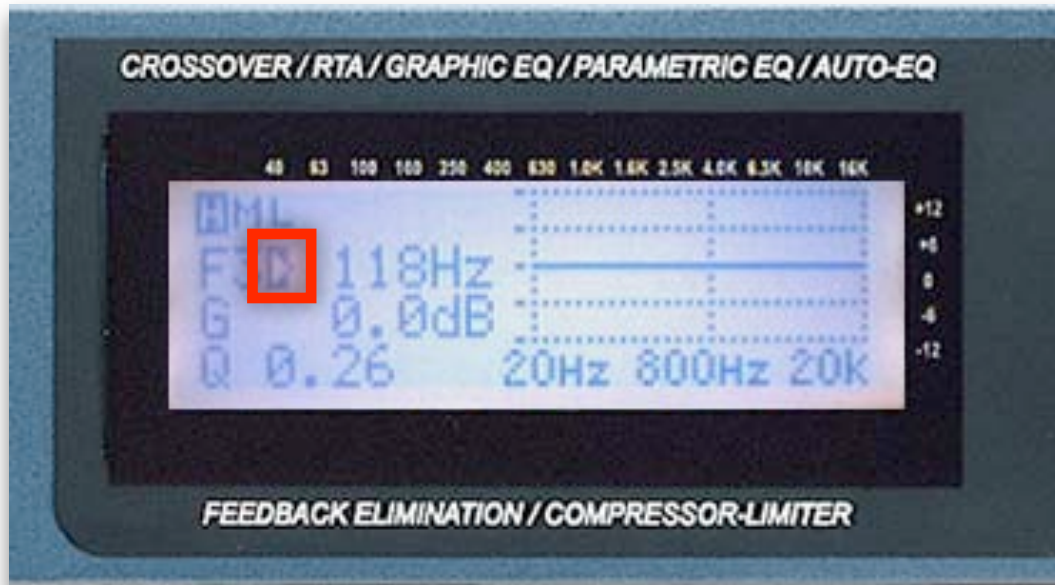 CROSSOVER / RTA / GRAPHIC EQ / PARAMETRIC EQ / AUTO-EQ
40 63 100 160 250 400 630 1.0K 1.6K 2.5K 4.0K 6.3K 10K 16K
HML
F3 118Hz
G 0.0dB
Q 0.26
20Hz 800Hz 20k
+12
+6
0
-6
-12
FEEDBACK ELIMINATION / COMPRESSOR-LIMITER